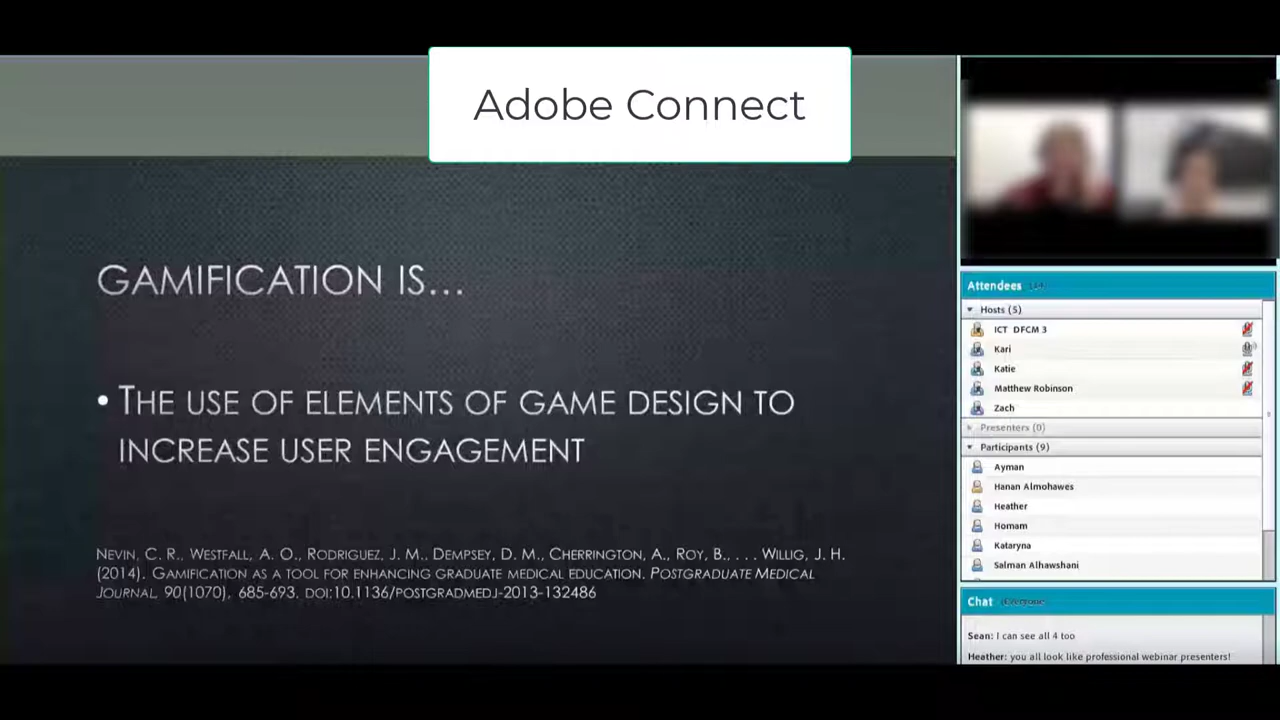 Adobe Connect
GAMIFICATION IS...
• THE USE OF ELEMENTS OF GAME DESIGN TO
INCREASE USER ENGAGEMENT
NEVIN, C. R., WESTFALL, A. O., RODRIGUEZ, J. M., DEMPSEY, D. M., CHERRINGTON, A., ROY, B., . . . WILLIG, J. H.
(2014). GAMIFICATION AS A TOOL FOR ENHANCING GRADUATE MEDICAL EDUCATION. POSTGRADUATE MEDICAL
JOURNAL, 90(1070), 685-693. DOI:10.1136/POSTGRADMEDJ-2013-132486
Attendees
Hosts (5)
ICT DFCM 3
Kari
Katie
Matthew Robinson
Zach
Presenters (0)
Participants (9)
Ayman
Hanan Almohawes
Heather
Homam
Kataryna
Salman Alhawshani
Chat (Everyone)
Sean: I can see all 4 too
Heather: you all look like professional webinar presenters!